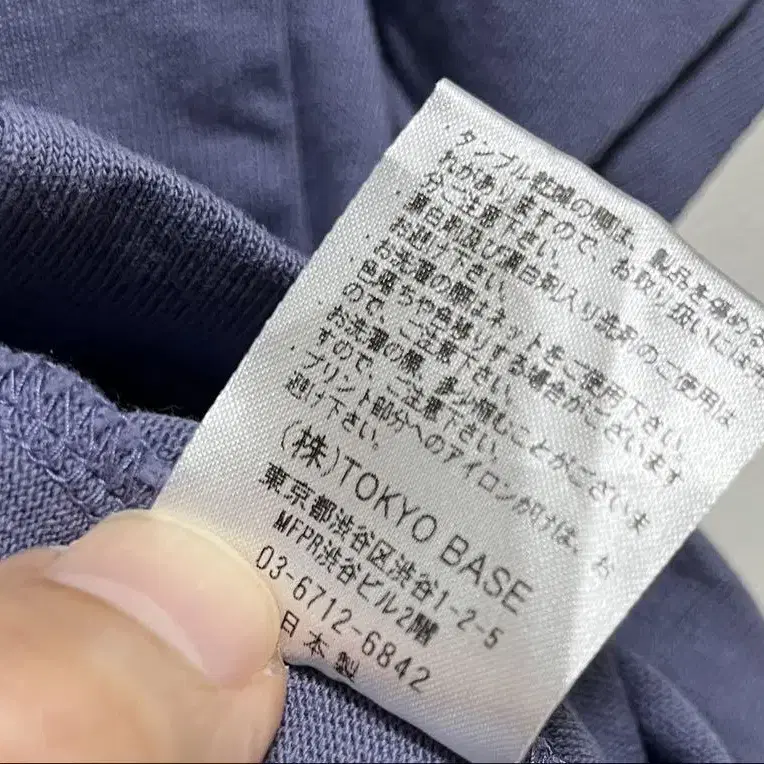 ・タンブル乾燥の際は、製品を傷める
れがありますので、お取り扱いには
分ご注意下さい。
・漂白剤及び漂白剤入り洗剤のご使用は
お避け下さい。
・お洗濯の際はネットをご使用下さい。
色落ちや色移りする場合がございます
ので、ご注意下さい。
・お洗濯の際、多少縮むことがございま
すので、ご注意下さい。
・プリント部分へのアイロンがけは、お
避け下さい。
(株)TOKYO BASE
東京都渋谷区渋谷1-2-5
MFPR渋谷ビル2階
03-6712-6842
日本製